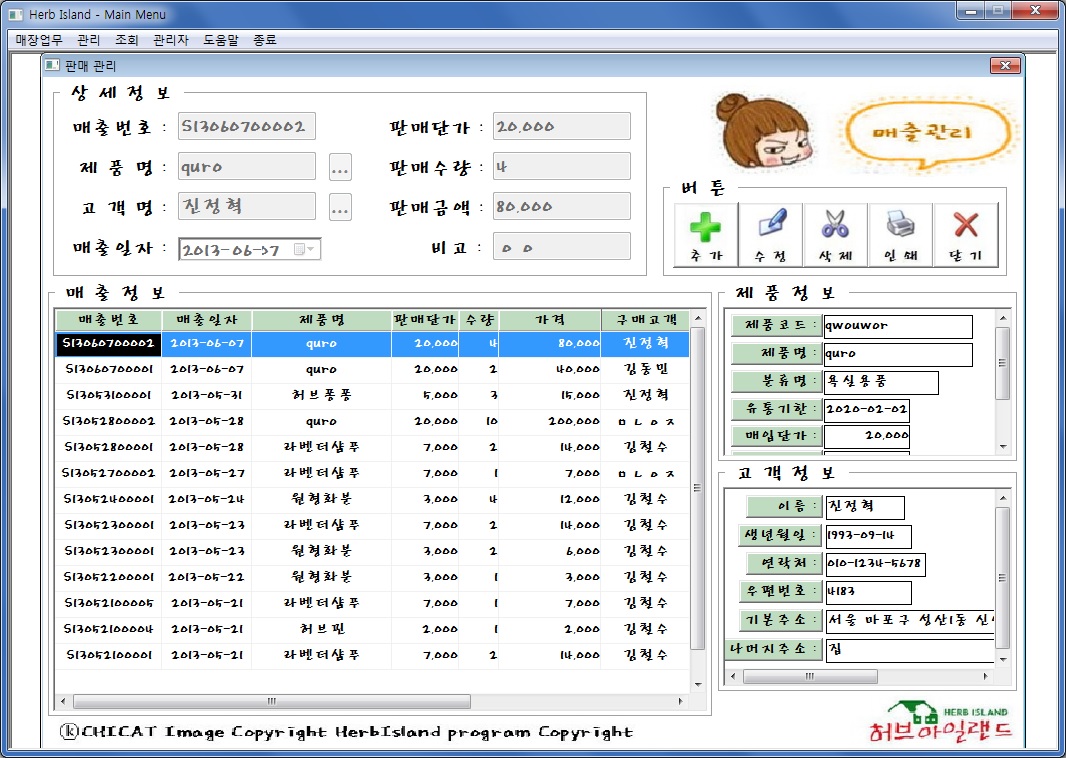 Herb Island - Main Menu
매장업무 관리 조회 관리자 도움말 종료
판매 관리
상 세 정 보
매출번호 : S13060700002 판매단가 : 20,000
제 품 명 : quro ... 판매수량 : 4
고 객 명 : 진정혁 ... 판매금액 : 80,000
매출일자 : 2013-06-07 비고 : ㅇㅇ
매출관리
버 튼
추 가 수 정 삭 제 인 쇄 닫 기
매 출 정 보
매출번호 매출일자 제품명 판매단가 수량 가격 구매고객
S13060700002 2013-06-07 quro 20,000 4 80,000 진정혁
S13060700001 2013-06-07 quro 20,000 2 40,000 김동민
S13053100001 2013-05-31 허브퐁퐁 5,000 3 15,000 진정혁
S13052800002 2013-05-28 quro 20,000 10 200,000 ㅁㄴㅇㅈ
S13052800001 2013-05-28 라벤더샴푸 7,000 2 14,000 김철수
S13052700002 2013-05-27 라벤더샴푸 7,000 1 7,000 ㅁㄴㅇㅈ
S13052400001 2013-05-24 원형화분 3,000 4 12,000 김철수
S13052300001 2013-05-23 라벤더샴푸 7,000 2 14,000 김철수
S13052300001 2013-05-23 원형화분 3,000 2 6,000 김철수
S13052200001 2013-05-22 원형화분 3,000 1 3,000 김철수
S13052100005 2013-05-21 라벤더샴푸 7,000 1 7,000 김철수
S13052100004 2013-05-21 허브핀 2,000 1 2,000 김철수
S13052100001 2013-05-21 라벤더샴푸 7,000 2 14,000 김철수
제 품 정 보
제품코드 : qwouwor
제품명 : quro
분류명 : 욕실용품
유통기한 : 2020-02-02
매입단가 : 20,000
고 객 정 보
이름 : 진정혁
생년월일 : 1993-09-14
연락처 : 010-1234-5678
우편번호 : 4183
기본주소 : 서울 마포구 성산1동
나머지주소 : 집
ⓚCHICAT Image Copyright HerbIsland program Copyright
HERB ISLAND
허브아일랜드